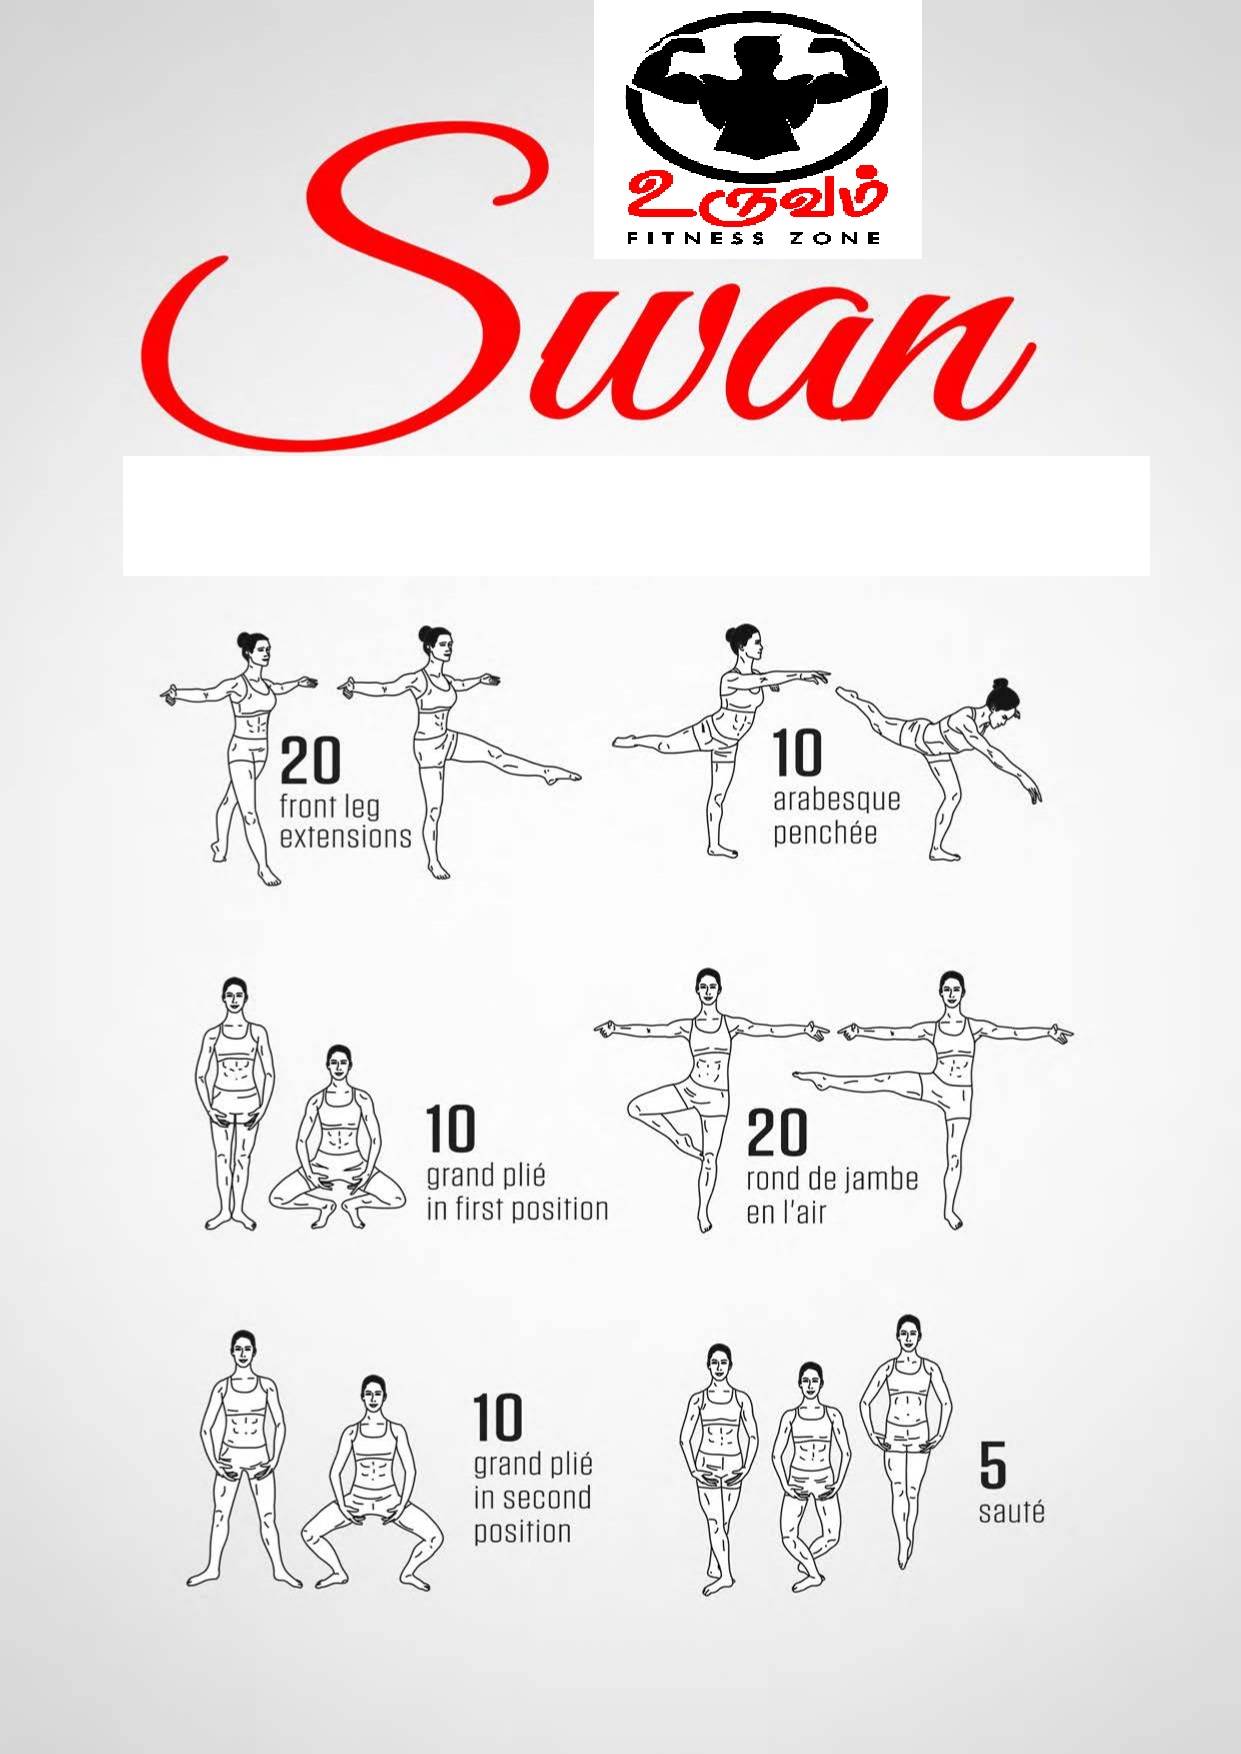 உருவம்
FITNESS ZONE
Swan
20
front leg
extensions
10
arabesque
penchée
10
grand plié
in first position
20
rond de jambe
en l'air
10
grand plié
in second
position
5
sauté